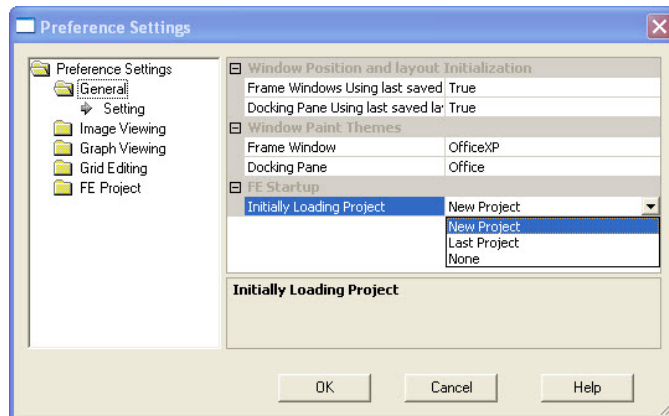 Preference Settings
Preference Settings
General
Setting
Image Viewing
Graph Viewing
Grid Editing
FE Project
Window Position and layout Initialization
Frame Windows Using last saved True
Docking Pane Using last saved la True
Window Paint Themes
Frame Window OfficeXP
Docking Pane Office
FE Startup
Initially Loading Project New Project
New Project
Last Project
None
Initially Loading Project
OK Cancel Help